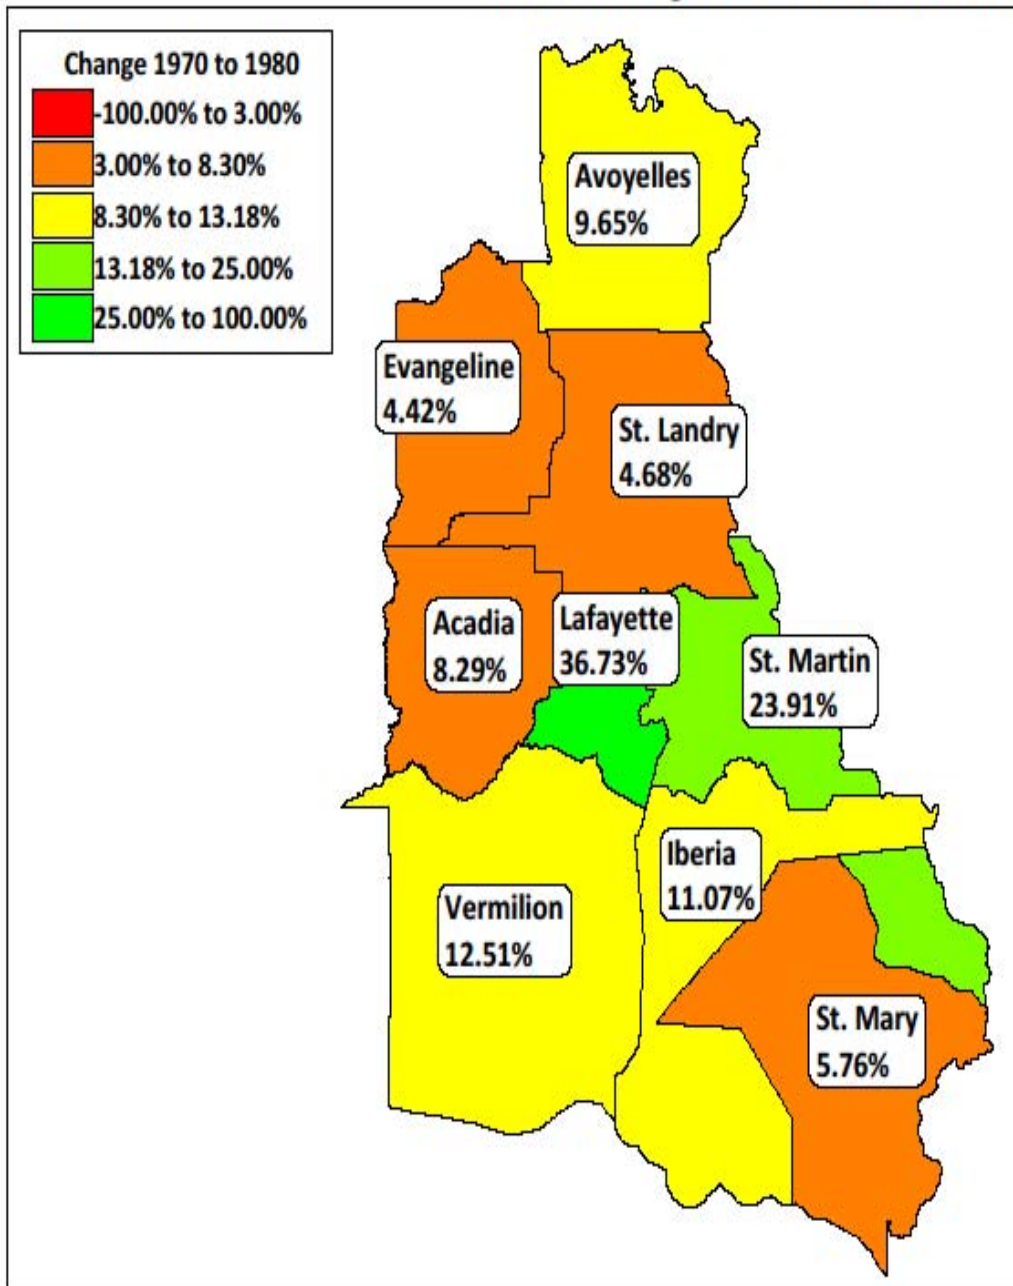 Change 1970 to 1980
-100.00% to 3.00%
3.00% to 8.30%
8.30% to 13.18%
13.18% to 25.00%
25.00% to 100.00%
Avoyelles
9.65%
Evangeline
4.42%
St. Landry
4.68%
Acadia
8.29%
Lafayette
36.73%
St. Martin
23.91%
Iberia
11.07%
Vermilion
12.51%
St. Mary
5.76%